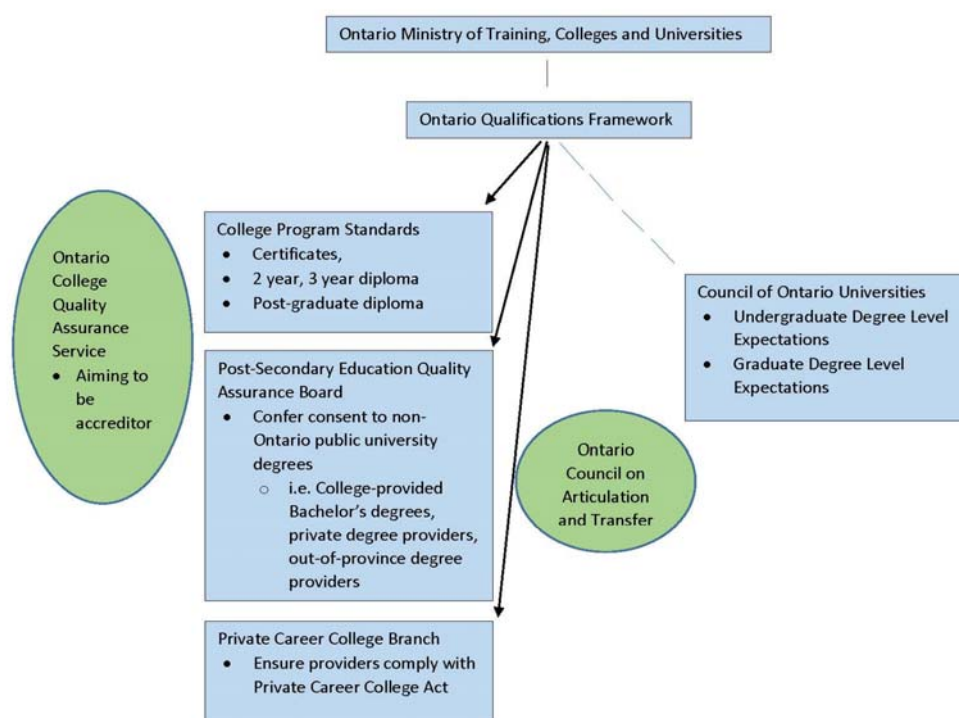 Ontario Ministry of Training, Colleges and Universities
Ontario Qualifications Framework
Ontario
College
Quality
Assurance
Service
• Aiming to
be
accreditor
College Program Standards
• Certificates,
• 2 year, 3 year diploma
• Post-graduate diploma
Post-Secondary Education Quality
Assurance Board
• Confer consent to non-
Ontario public university
degrees
o i.e. College-provided
Bachelor’s degrees,
private degree providers,
out-of-province degree
providers
Private Career College Branch
• Ensure providers comply with
Private Career College Act
Ontario
Council on
Articulation
and Transfer
Council of Ontario Universities
• Undergraduate Degree Level
Expectations
• Graduate Degree Level
Expectations